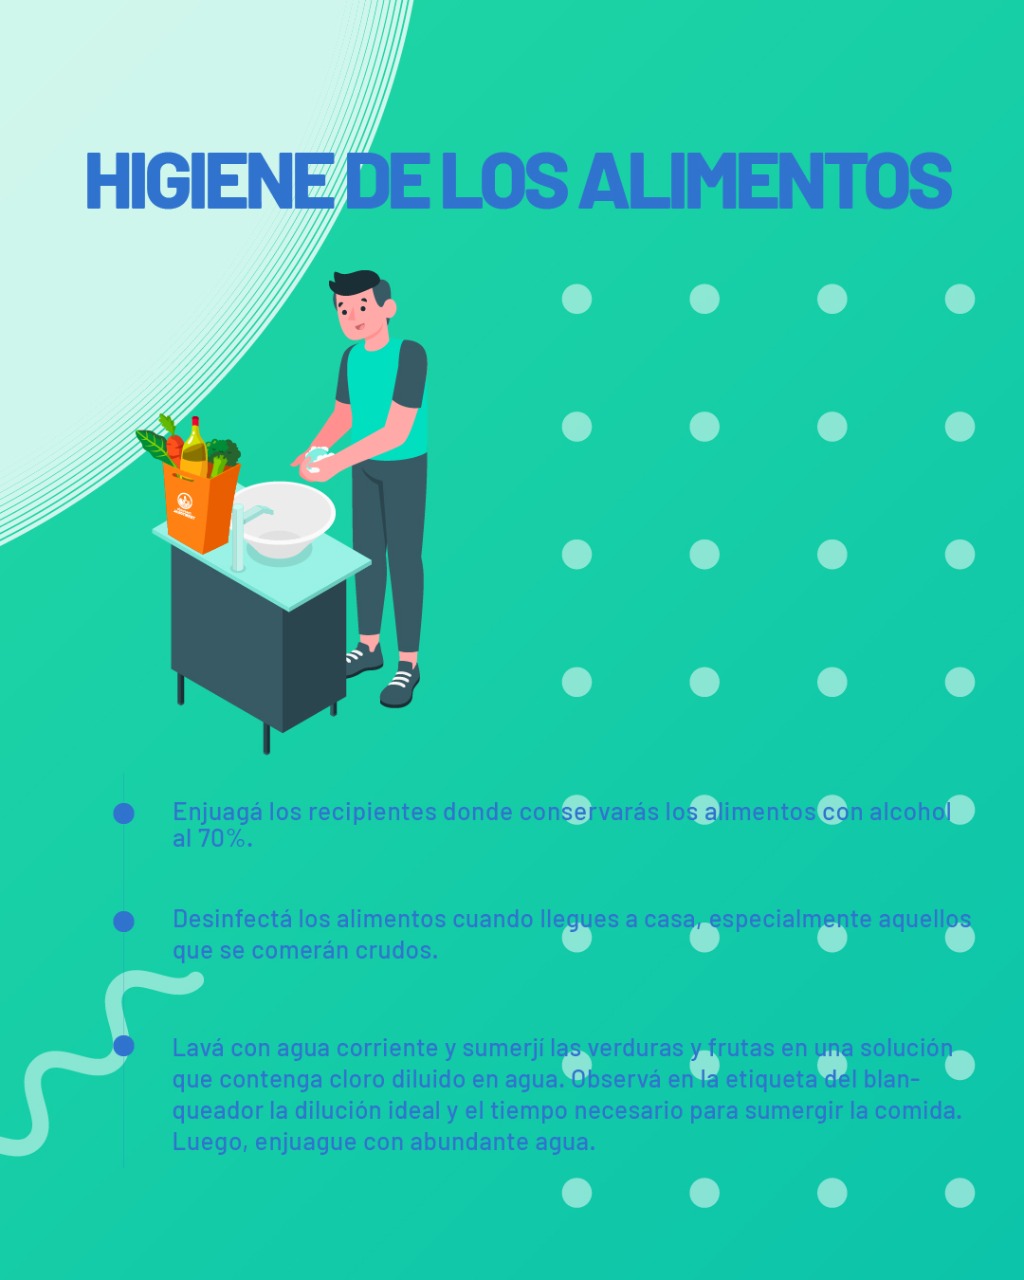 HIGIENE DE LOS ALIMENTOS
Enjuagá los recipientes donde conservarás los alimentos con alcohol
al 70%.
Desinfectá los alimentos cuando llegues a casa, especialmente aquellos
que se comerán crudos.
Lavá con agua corriente y sumerjí las verduras y frutas en una solución
que contenga cloro diluido en agua. Observá en la etiqueta del blan-
queador la dilución ideal y el tiempo necesario para sumergir la comida.
Luego, enjuague con abundante agua.